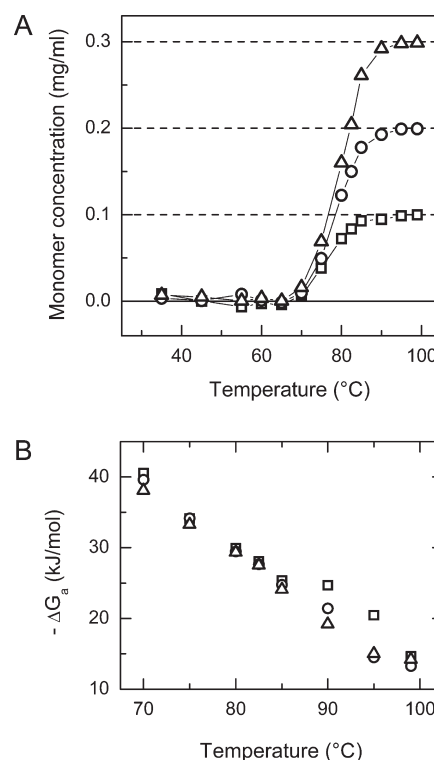 A
Monomer concentration (mg/ml)
0.3
0.2
0.1
0.0
40 60 80 100
Temperature (°C)
B
- ΔGₐ (kJ/mol)
40
30
20
10
70 80 90 100
Temperature (°C)